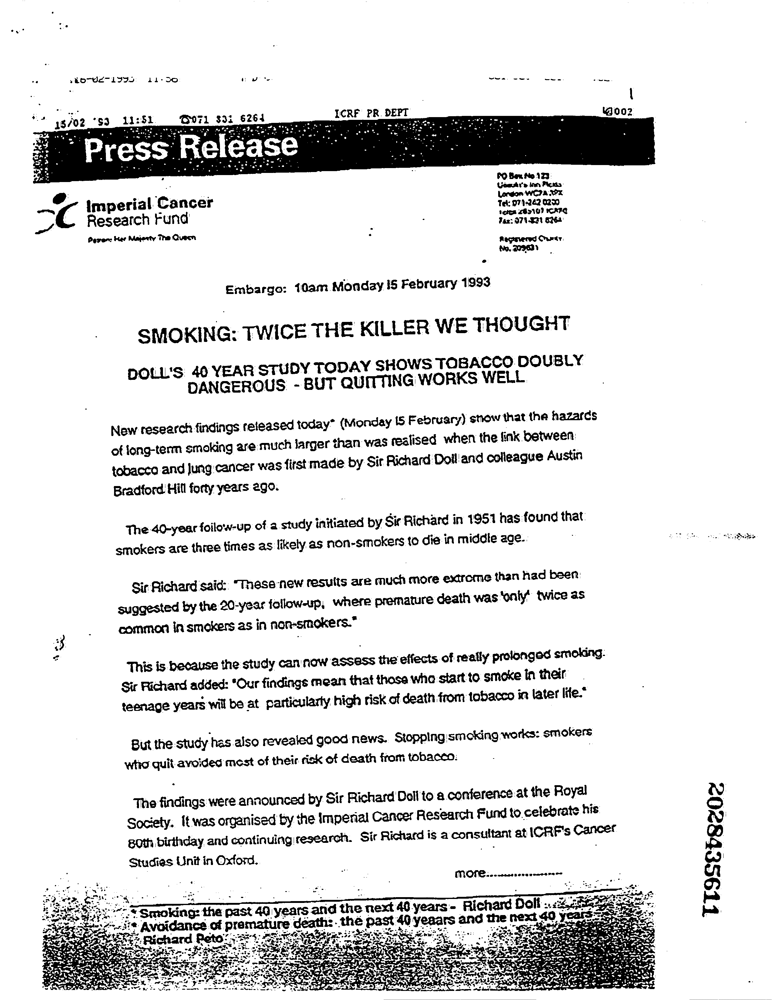 15/02 '93 11:51 ☎071 831 6264 ICRF PR DEPT 002
Press Release
Imperial Cancer
Research Fund
Patron: Her Majesty The Queen
PO Box No 123
Lincoln's Inn Fields
London WC2A 3PX
Tel: 071-242 0200
Fax: 071-831 6264
Registered Charity
No. 209631
Embargo: 10am Monday 15 February 1993
SMOKING: TWICE THE KILLER WE THOUGHT
DOLL'S 40 YEAR STUDY TODAY SHOWS TOBACCO DOUBLY
DANGEROUS - BUT QUITTING WORKS WELL
New research findings released today* (Monday 15 February) show that the hazards
of long-term smoking are much larger than was realised when the link between
tobacco and lung cancer was first made by Sir Richard Doll and colleague Austin
Bradford Hill forty years ago.
The 40-year follow-up of a study initiated by Sir Richard in 1951 has found that
smokers are three times as likely as non-smokers to die in middle age.
Sir Richard said: "These new results are much more extreme than had been
suggested by the 20-year follow-up, where premature death was 'only' twice as
common in smokers as in non-smokers."
This is because the study can now assess the effects of really prolonged smoking.
Sir Richard added: "Our findings mean that those who start to smoke in their
teenage years will be at particularly high risk of death from tobacco in later life."
But the study has also revealed good news. Stopping smoking works: smokers
who quit avoided most of their risk of death from tobacco.
The findings were announced by Sir Richard Doll to a conference at the Royal
Society. It was organised by the Imperial Cancer Research Fund to celebrate his
80th birthday and continuing research. Sir Richard is a consultant at ICRF's Cancer
Studies Unit in Oxford.
more......................
* Smoking: the past 40 years and the next 40 years - Richard Doll
* Avoidance of premature death: the past 40 yeaars and the next 40 years
Richard Peto
2028435611